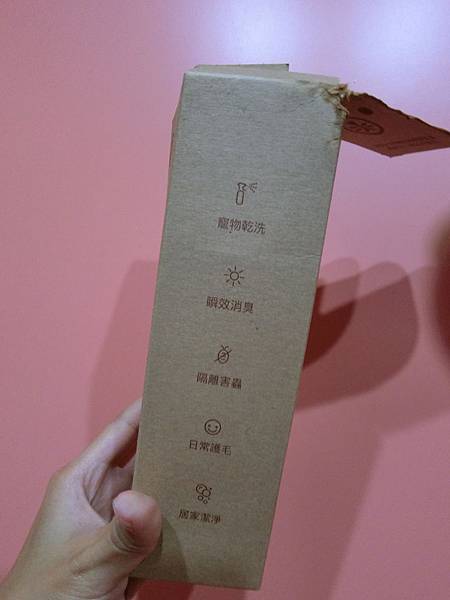 寵物乾洗
瞬效消臭
隔離害蟲
日常護毛
居家潔淨